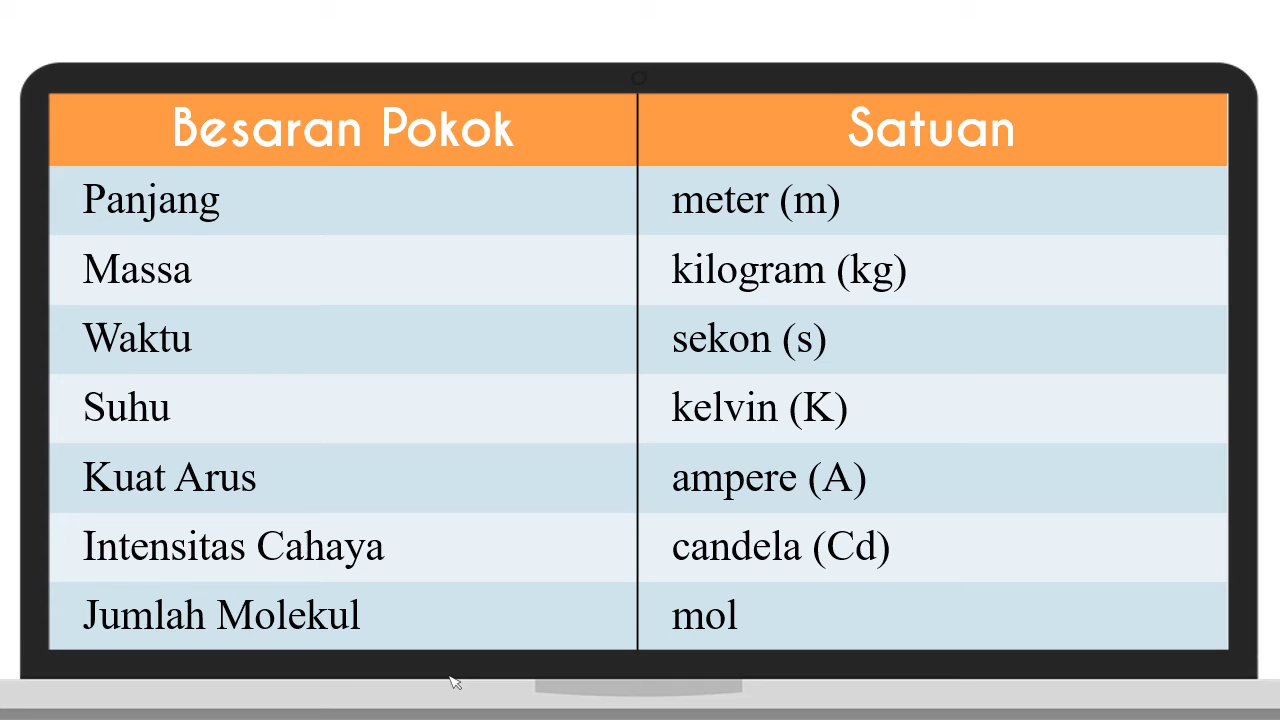 Besaran Pokok Satuan
Panjang meter (m)
Massa kilogram (kg)
Waktu sekon (s)
Suhu kelvin (K)
Kuat Arus ampere (A)
Intensitas Cahaya candela (Cd)
Jumlah Molekul mol